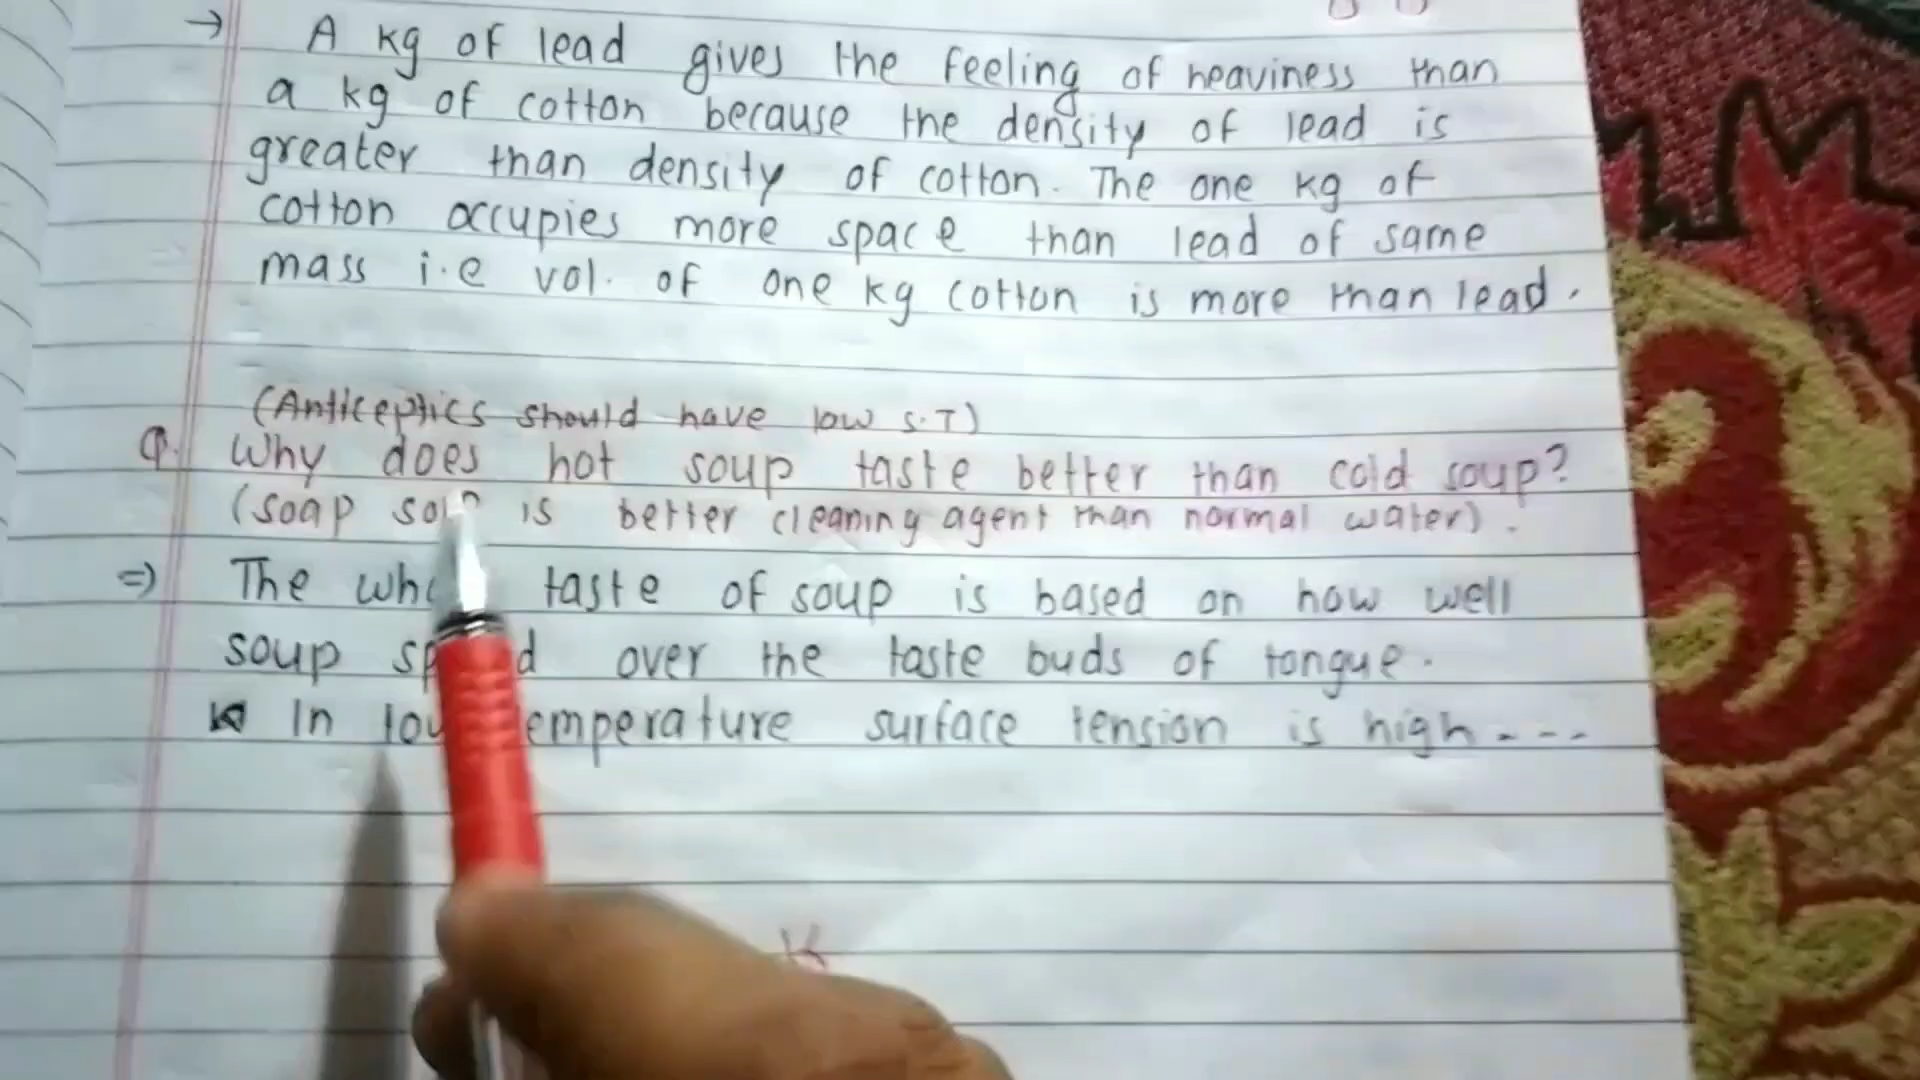 → A kg of lead gives the feeling of heaviness than
a kg of cotton because the density of lead is
greater than density of cotton. The one kg of
cotton occupies more space than lead of same
mass i.e vol. of one kg cotton is more than lead.
(Anticeptics should have low S.T)
Q. Why does hot soup taste better than cold soup?
(soap is better cleaning agent than normal water).
⇒ The taste of soup is based on how well
soup over the taste buds of tongue.
In surface tension is high ----
K